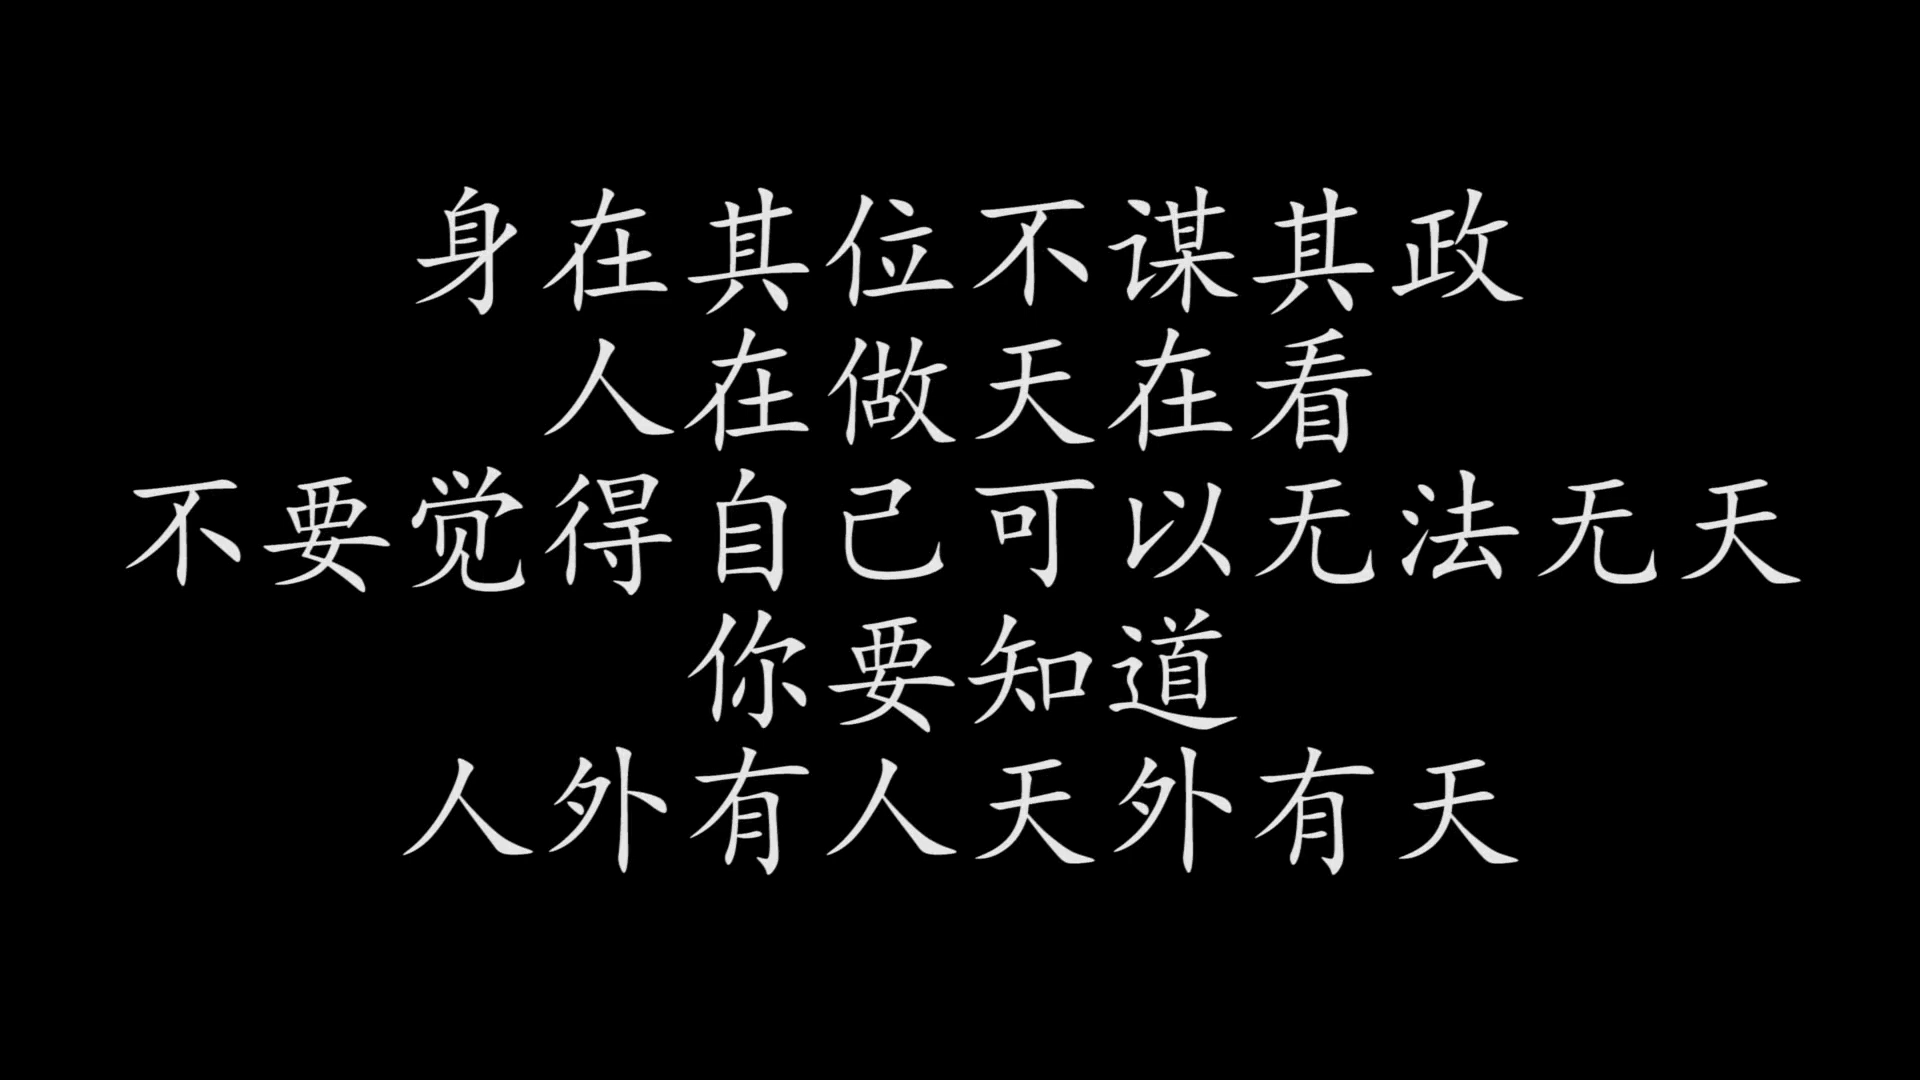 身在其位不谋其政
人在做天在看
不要觉得自己可以无法无天
你要知道
人外有人天外有天